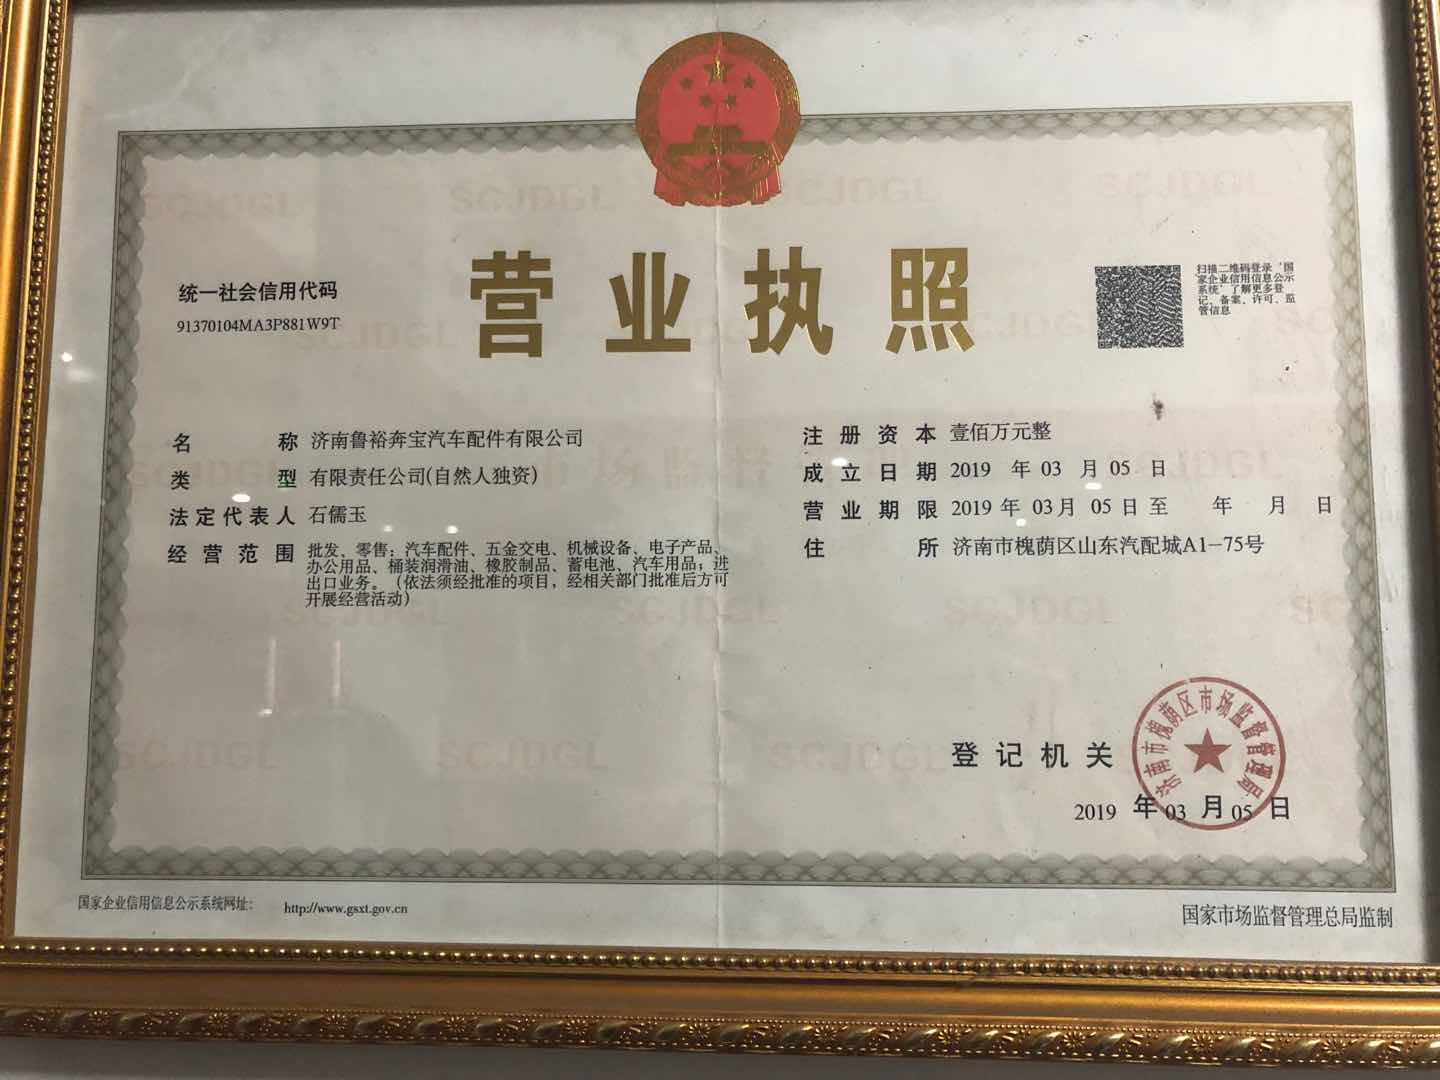 营业执照
统一社会信用代码
91370104MA3P881W9T
扫描二维码登录‘国
家企业信用信息公示
系统’了解更多登
记、备案、许可、监
管信息
名称 济南鲁裕奔宝汽车配件有限公司
类型 有限责任公司(自然人独资)
法定代表人 石儒玉
经营范围 批发、零售：汽车配件、五金交电、机械设备、电子产品、
办公用品、桶装润滑油、橡胶制品、蓄电池、汽车用品；进
出口业务。（依法须经批准的项目，经相关部门批准后方可
开展经营活动）
注册资本 壹佰万元整
成立日期 2019 年 03 月 05 日
营业期限 2019 年 03月 05 日 至 年 月 日
住所 济南市槐荫区山东汽配城A1-75号
登记机关
济南市槐荫区市场监督管理局
2019 年 03 月 05 日
国家企业信用信息公示系统网址： http://www.gsxt.gov.cn
国家市场监督管理总局监制
SCJDGL